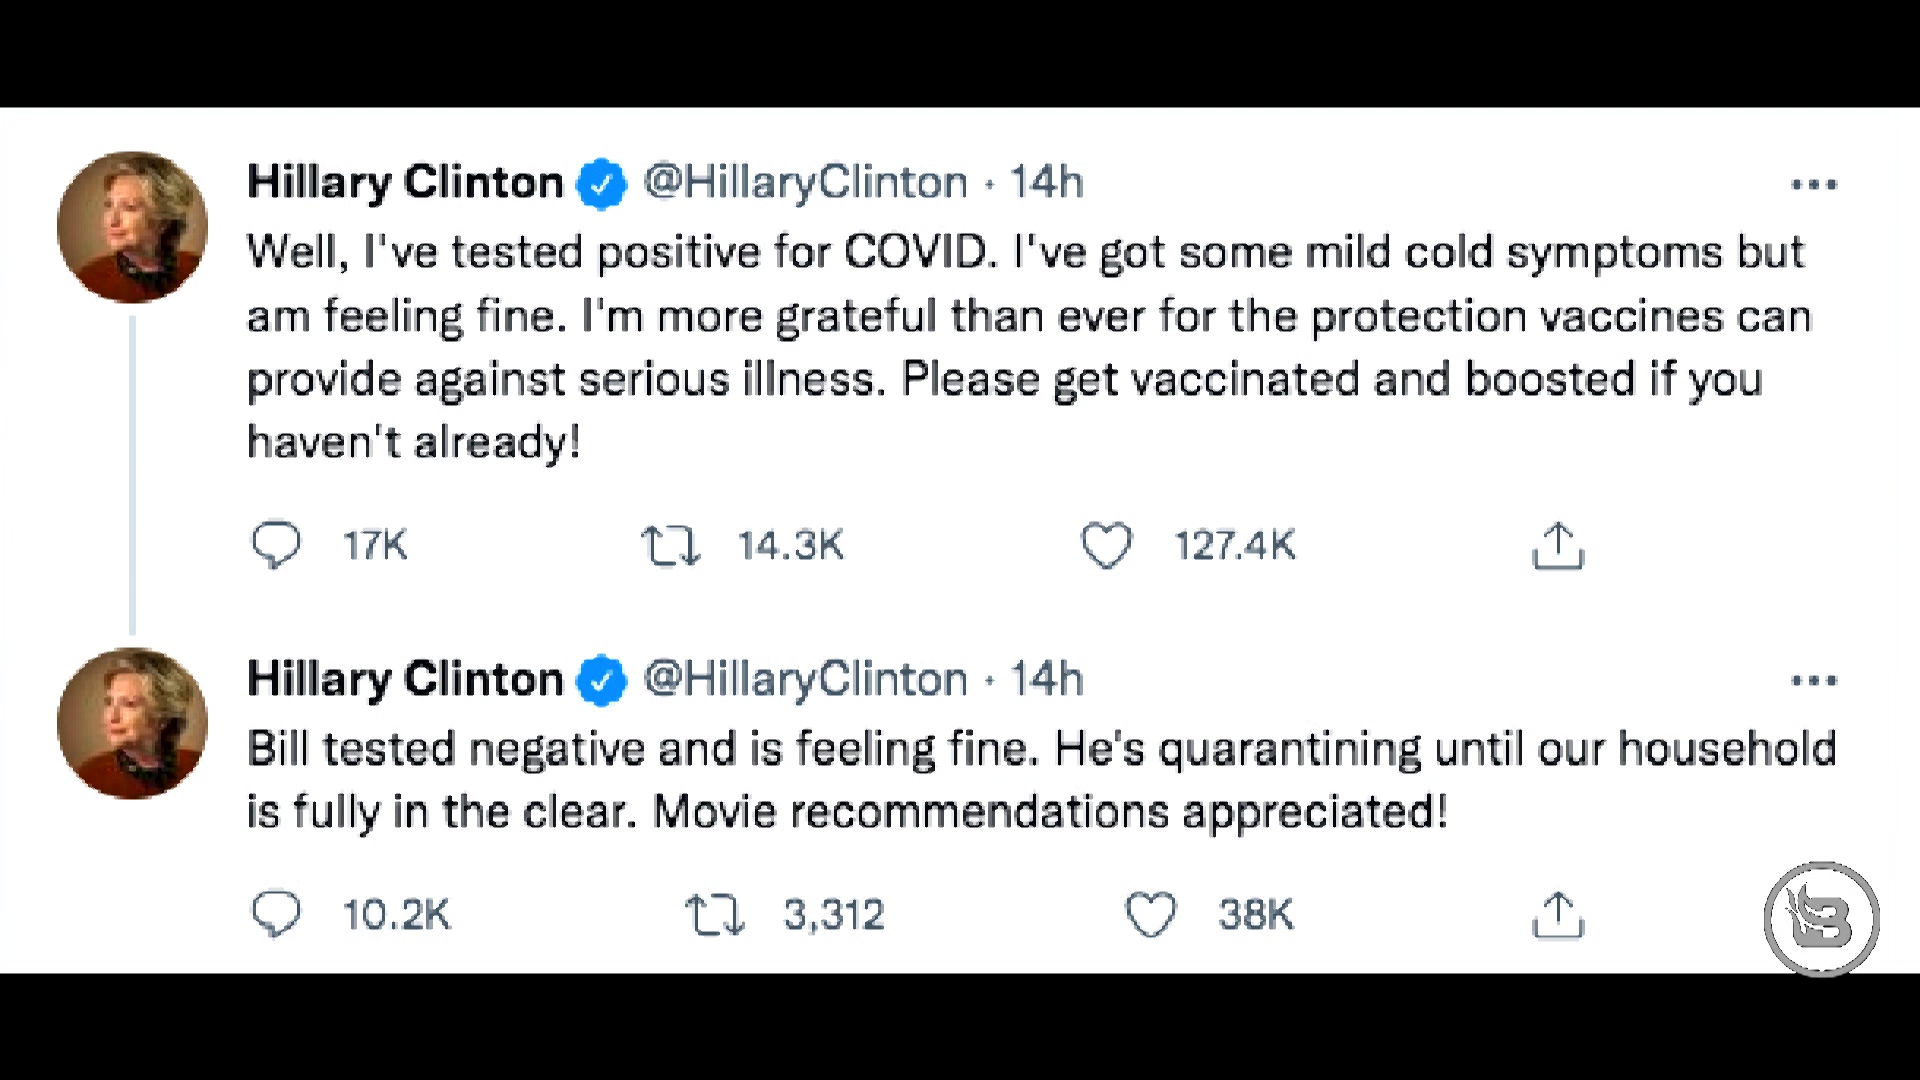 Hillary Clinton @HillaryClinton · 14h
Well, I've tested positive for COVID. I've got some mild cold symptoms but
am feeling fine. I'm more grateful than ever for the protection vaccines can
provide against serious illness. Please get vaccinated and boosted if you
haven't already!
17K 14.3K 127.4K
Hillary Clinton @HillaryClinton · 14h
Bill tested negative and is feeling fine. He's quarantining until our household
is fully in the clear. Movie recommendations appreciated!
10.2K 3,312 38K
B